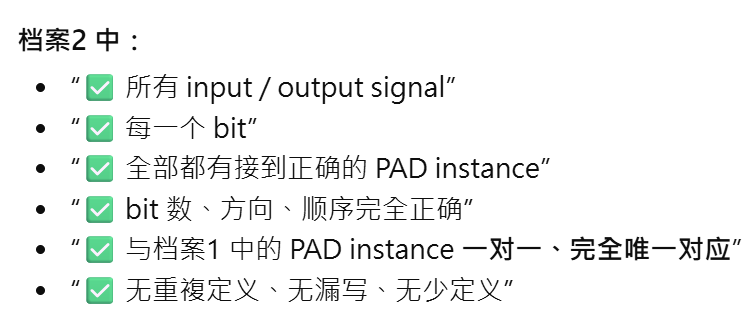 档案2 中：
• “✅ 所有 input / output signal”
• “✅ 每一个 bit”
• “✅ 全部都有接到正确的 PAD instance”
• “✅ bit 数、方向、顺序完全正确”
• “✅ 与档案1 中的 PAD instance 一对一、完全唯一对应”
• “✅ 无重複定义、无漏写、无少定义”